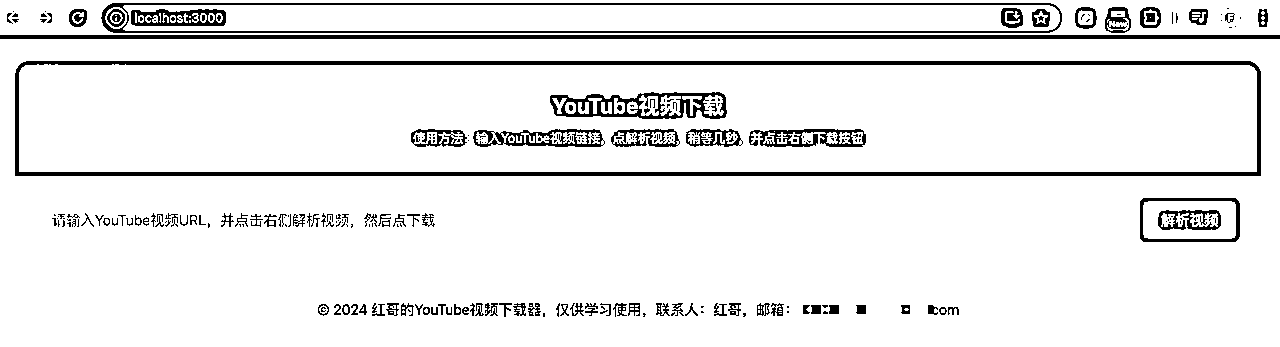 localhost:3000
New
YouTube视频下载
使用方法：输入YouTube视频链接，点解析视频，稍等几秒，并点击右侧下载按钮
请输入YouTube视频URL，并点击右侧解析视频，然后点下载
解析视频
© 2024 红哥的YouTube视频下载器，仅供学习使用，联系人：红哥，邮箱： com